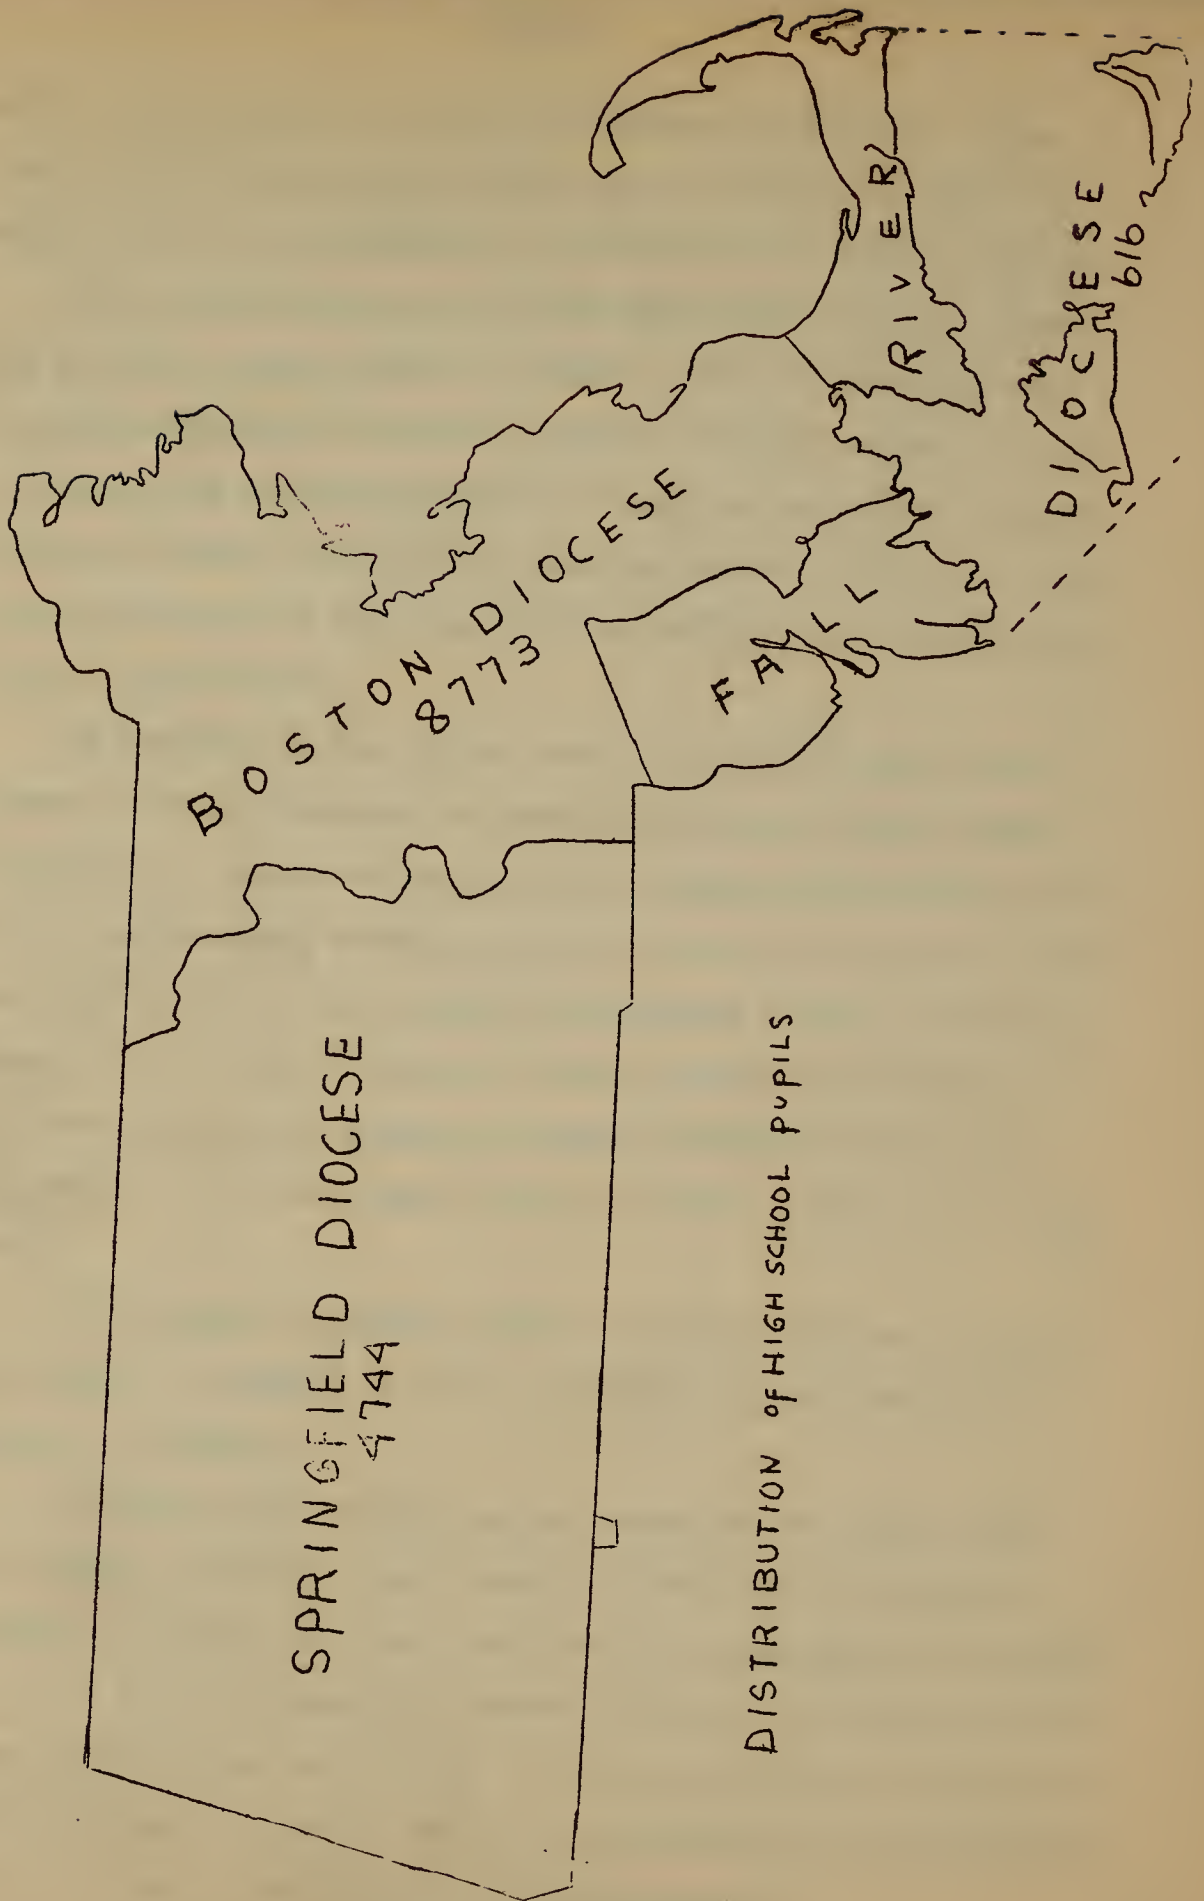 SPRINGFIELD DIOCESE
4744
BOSTON DIOCESE
8773
FALL RIVER
DIOCESE
616
DISTRIBUTION of HIGH SCHOOL PUPILS